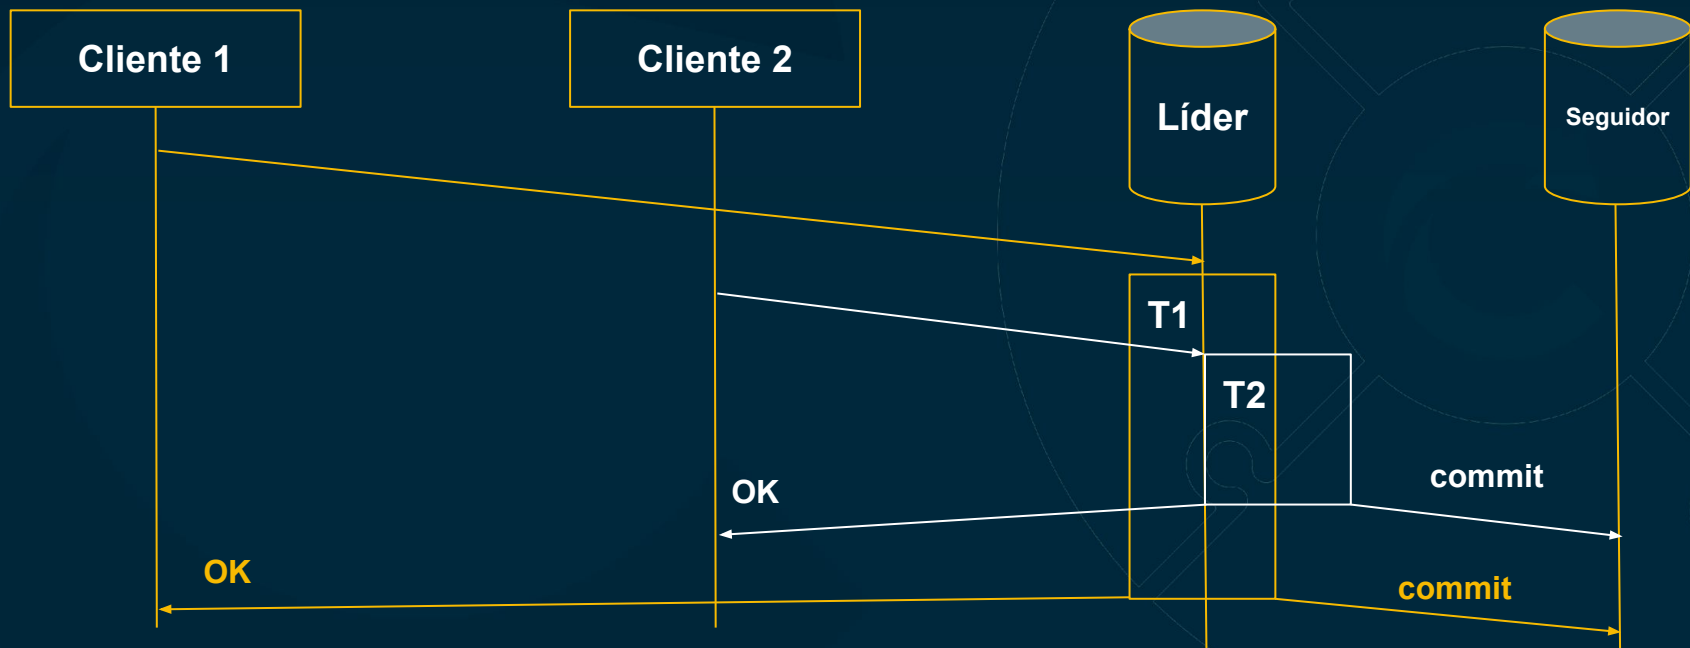 Cliente 1
Cliente 2
Líder
Seguidor
T1
T2
commit
OK
OK
commit